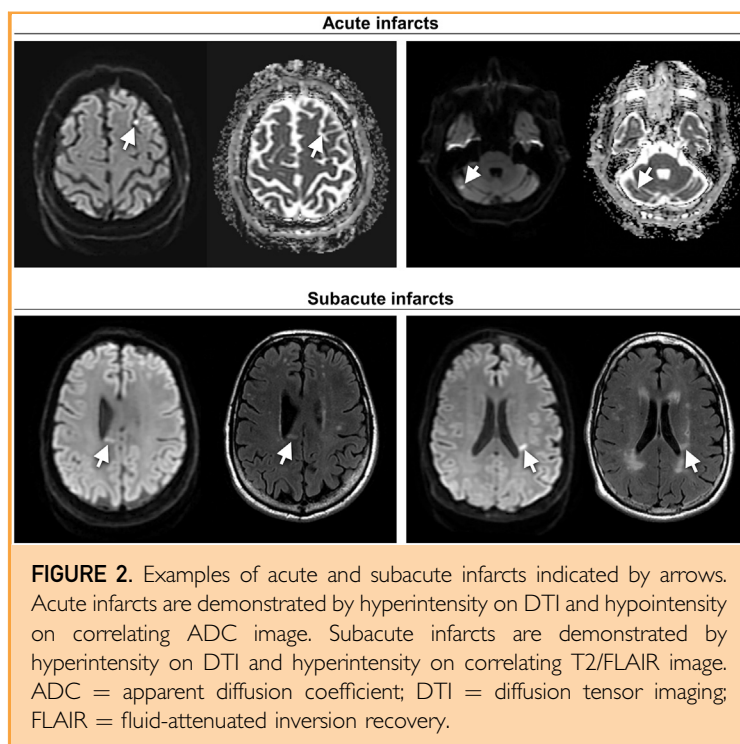 Acute infarcts
Subacute infarcts
FIGURE 2. Examples of acute and subacute infarcts indicated by arrows.
Acute infarcts are demonstrated by hyperintensity on DTI and hypointensity
on correlating ADC image. Subacute infarcts are demonstrated by
hyperintensity on DTI and hyperintensity on correlating T2/FLAIR image.
ADC = apparent diffusion coefficient; DTI = diffusion tensor imaging;
FLAIR = fluid-attenuated inversion recovery.